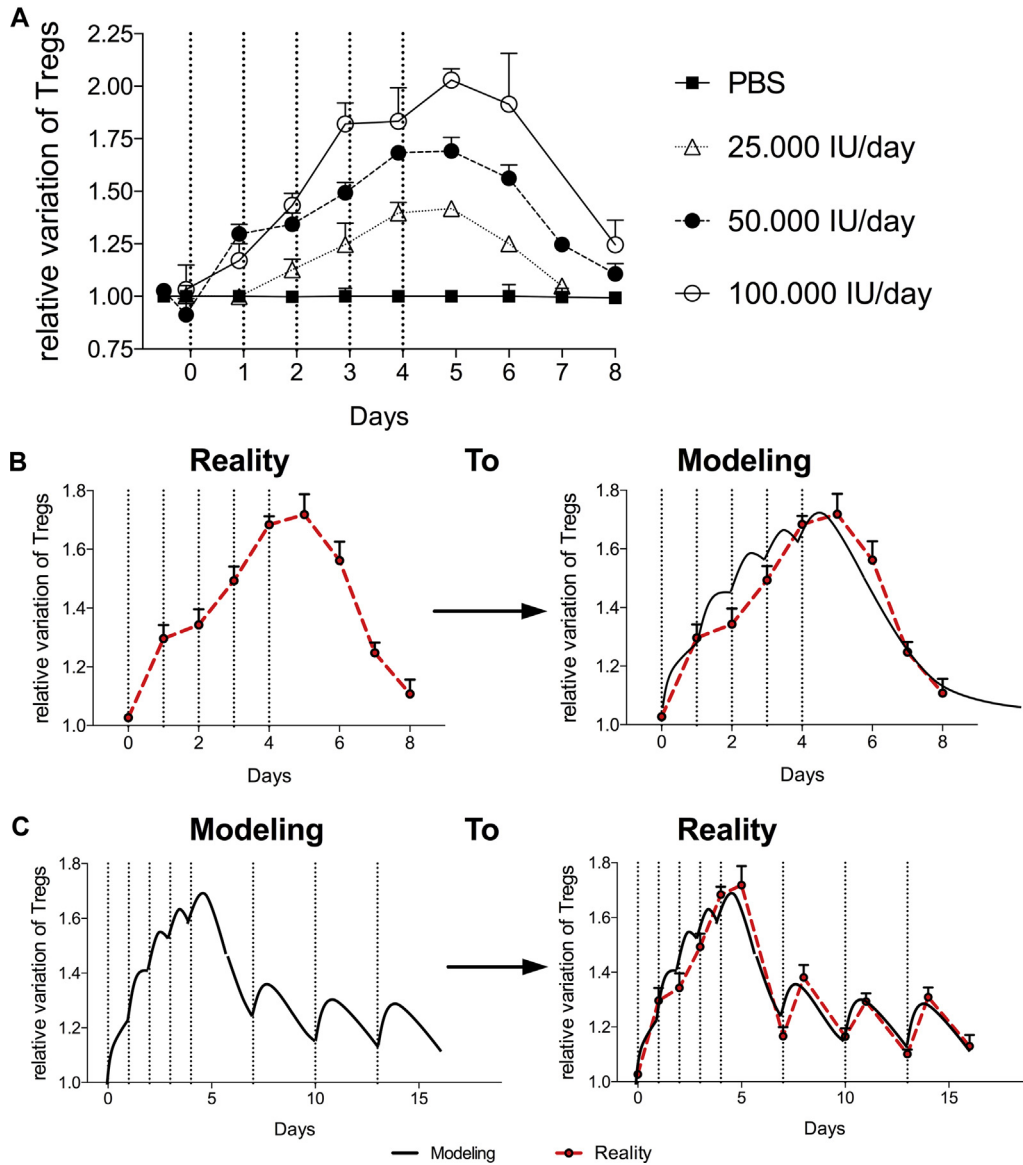 A
relative variation of Tregs
2.25
2.00
1.75
1.50
1.25
1.00
0.75
0 1 2 3 4 5 6 7 8
Days
PBS
25.000 IU/day
50.000 IU/day
100.000 IU/day
B
Reality To Modeling
relative variation of Tregs
1.8
1.6
1.4
1.2
1.0
0 2 4 6 8
Days
relative variation of Tregs
1.8
1.6
1.4
1.2
1.0
0 2 4 6 8
Days
C
Modeling To Reality
relative variation of Tregs
1.8
1.6
1.4
1.2
1.0
0 5 10 15
Days
relative variation of Tregs
1.8
1.6
1.4
1.2
1.0
0 5 10 15
Days
Modeling Reality